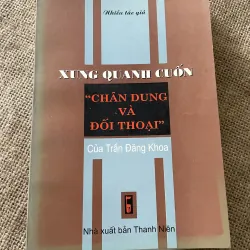 Nhiều tác giả
XUNG QUANH CUỐN
“CHÂN DUNG
VÀ
ĐỐI THOẠI”
Của Trần Đăng Khoa
Nhà xuất bản Thanh Niên